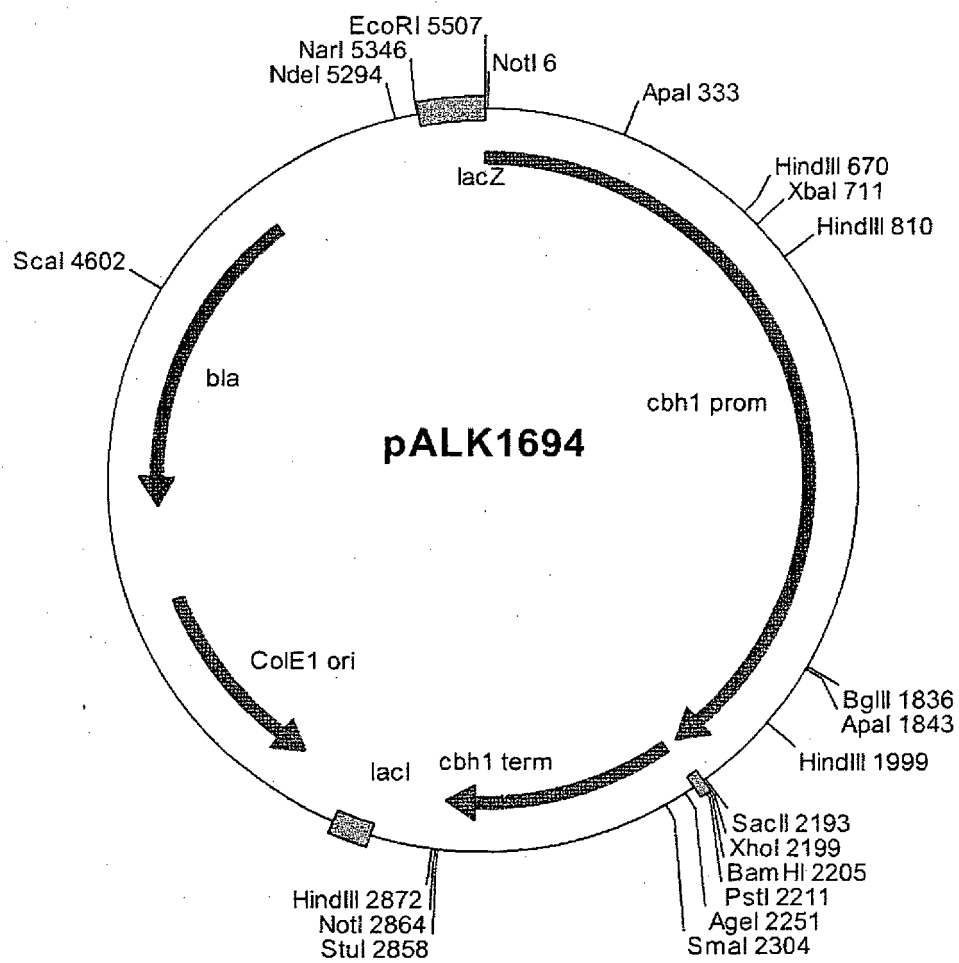 EcoRI 5507
NarI 5346
NotI 6
NdeI 5294
ApaI 333
HindIII 670
XbaI 711
HindIII 810
lacZ
ScaI 4602
bla
cbh1 prom
pALK1694
ColE1 ori
BglII 1836
ApaI 1843
HindIII 1999
lacI
cbh1 term
SacII 2193
XhoI 2199
BamHI 2205
PstI 2211
AgeI 2251
SmaI 2304
HindIII 2872
NotI 2864
StuI 2858